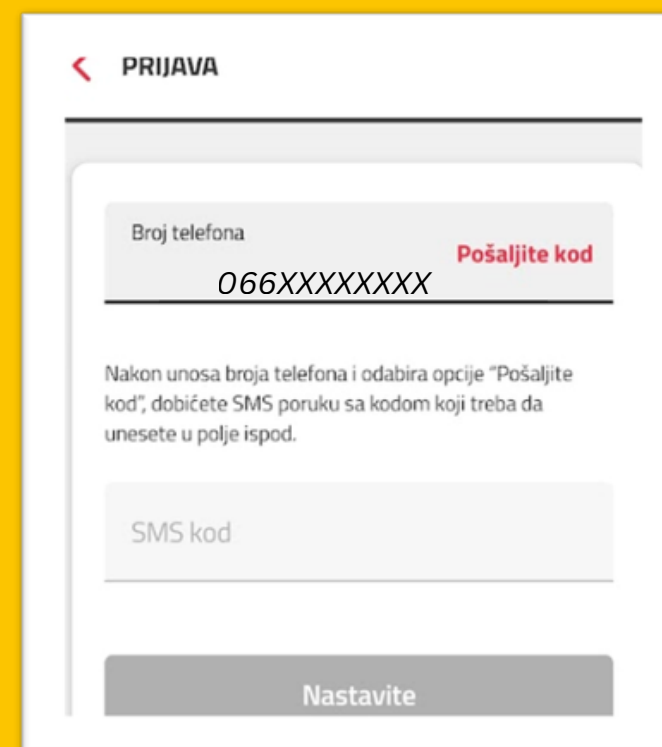 PRIJAVA
Broj telefona
Pošaljite kod
066XXXXXXXX
Nakon unosa broja telefona i odabira opcije “Pošaljite
kod”, dobićete SMS poruku sa kodom koji treba da
unesete u polje ispod.
SMS kod
Nastavite